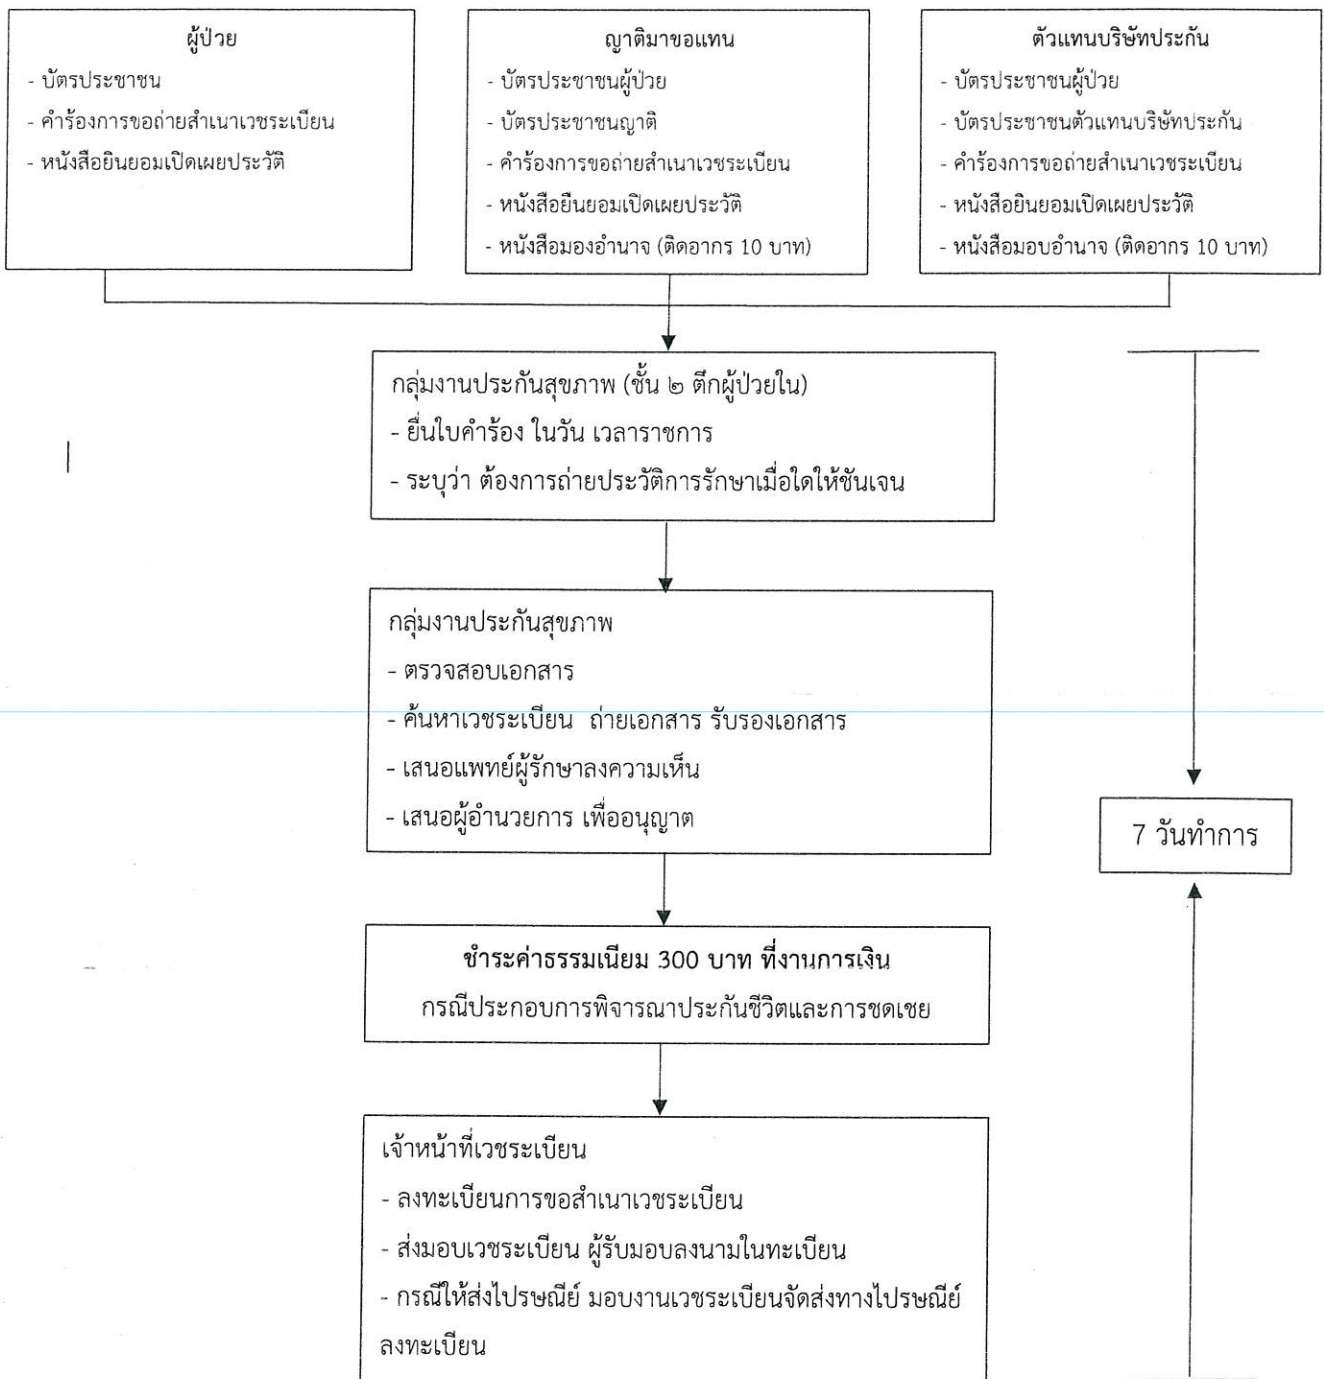 ผู้ป่วย
- บัตรประชาชน
- คำร้องการขอถ่ายสำเนาเวชระเบียน
- หนังสือยินยอมเปิดเผยประวัติ
ญาติมาขอแทน
- บัตรประชาชนผู้ป่วย
- บัตรประชาชนญาติ
- คำร้องการขอถ่ายสำเนาเวชระเบียน
- หนังสือยืนยอมเปิดเผยประวัติ
- หนังสือมองอำนาจ (ติดอากร 10 บาท)
ตัวแทนบริษัทประกัน
- บัตรประชาชนผู้ป่วย
- บัตรประชาชนตัวแทนบริษัทประกัน
- คำร้องการขอถ่ายสำเนาเวชระเบียน
- หนังสือยินยอมเปิดเผยประวัติ
- หนังสือมอบอำนาจ (ติดอากร 10 บาท)
กลุ่มงานประกันสุขภาพ (ชั้น ๒ ตึกผู้ป่วยใน)
- ยื่นใบคำร้อง ในวัน เวลาราชการ
- ระบุว่า ต้องการถ่ายประวัติการรักษาเมื่อใดให้ชันเจน
กลุ่มงานประกันสุขภาพ
- ตรวจสอบเอกสาร
- ค้นหาเวชระเบียน ถ่ายเอกสาร รับรองเอกสาร
- เสนอแพทย์ผู้รักษาลงความเห็น
- เสนอผู้อำนวยการ เพื่ออนุญาต
7 วันทำการ
ชำระค่าธรรมเนียม 300 บาท ที่งานการเงิน
กรณีประกอบการพิจารณาประกันชีวิตและการชดเชย
เจ้าหน้าที่เวชระเบียน
- ลงทะเบียนการขอสำเนาเวชระเบียน
- ส่งมอบเวชระเบียน ผู้รับมอบลงนามในทะเบียน
- กรณีให้ส่งไปรษณีย์ มอบงานเวชระเบียนจัดส่งทางไปรษณีย์
ลงทะเบียน